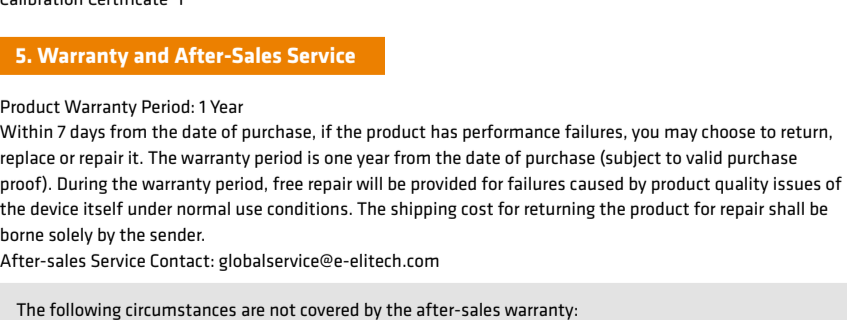 Calibration Certificate*1
5. Warranty and After-Sales Service
Product Warranty Period: 1 Year
Within 7 days from the date of purchase, if the product has performance failures, you may choose to return,
replace or repair it. The warranty period is one year from the date of purchase (subject to valid purchase
proof). During the warranty period, free repair will be provided for failures caused by product quality issues of
the device itself under normal use conditions. The shipping cost for returning the product for repair shall be
borne solely by the sender.
After-sales Service Contact: globalservice@e-elitech.com
The following circumstances are not covered by the after-sales warranty: